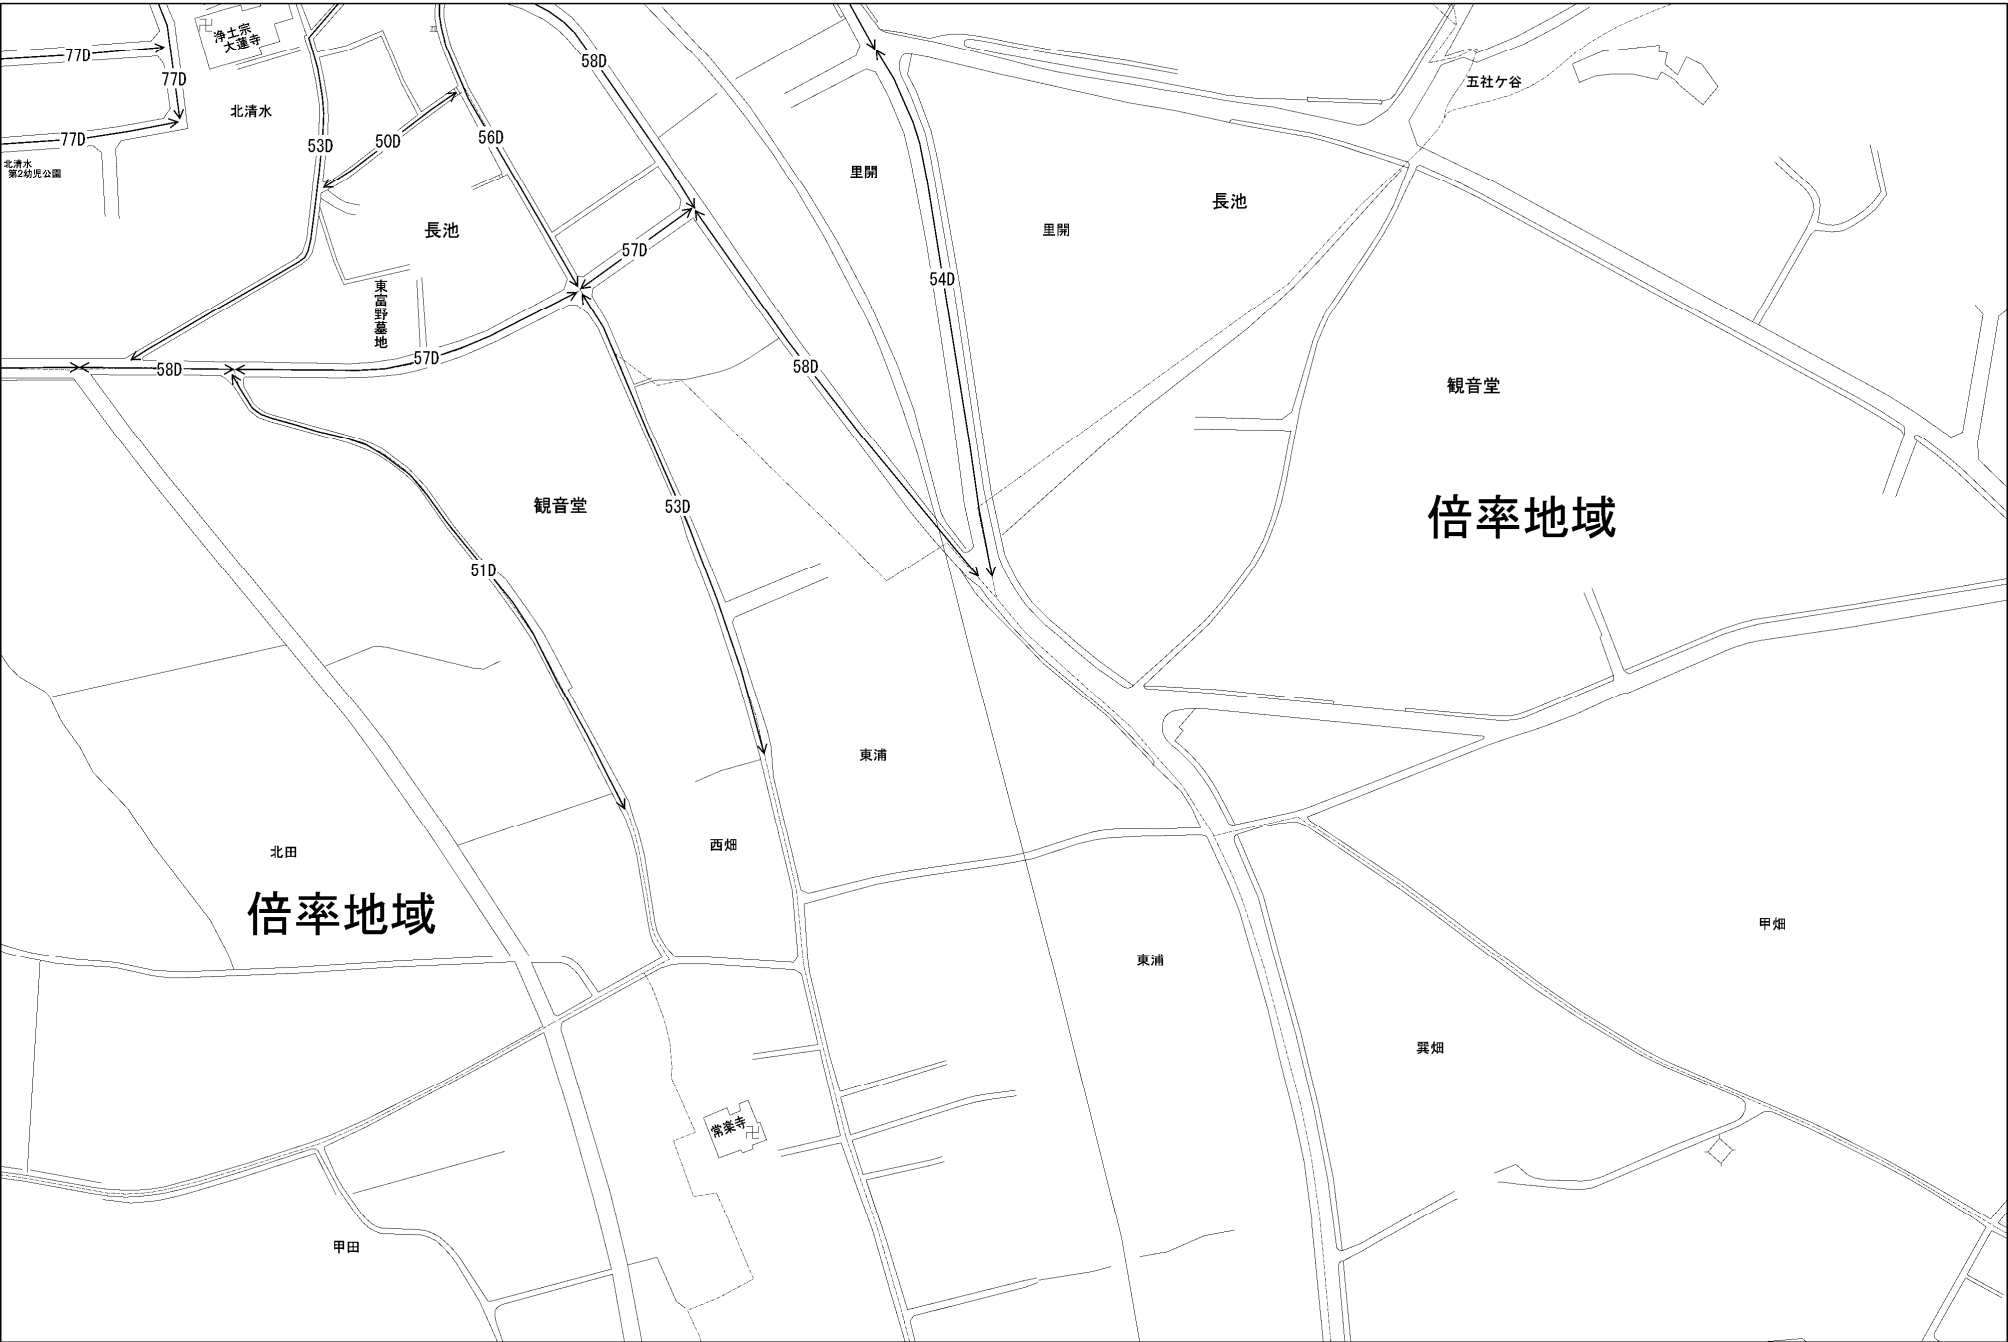 浄土宗
大蓮寺
77D
77D
58D
五社ケ谷
北清水
56D
77D
50D
53D
北清水
第2幼児公園
里開
長池
長池
里開
57D
54D
東富野墓地
57D
58D
58D
観音堂
観音堂
53D
倍率地域
51D
東浦
西畑
北田
倍率地域
甲畑
東浦
巽畑
常楽寺
甲田